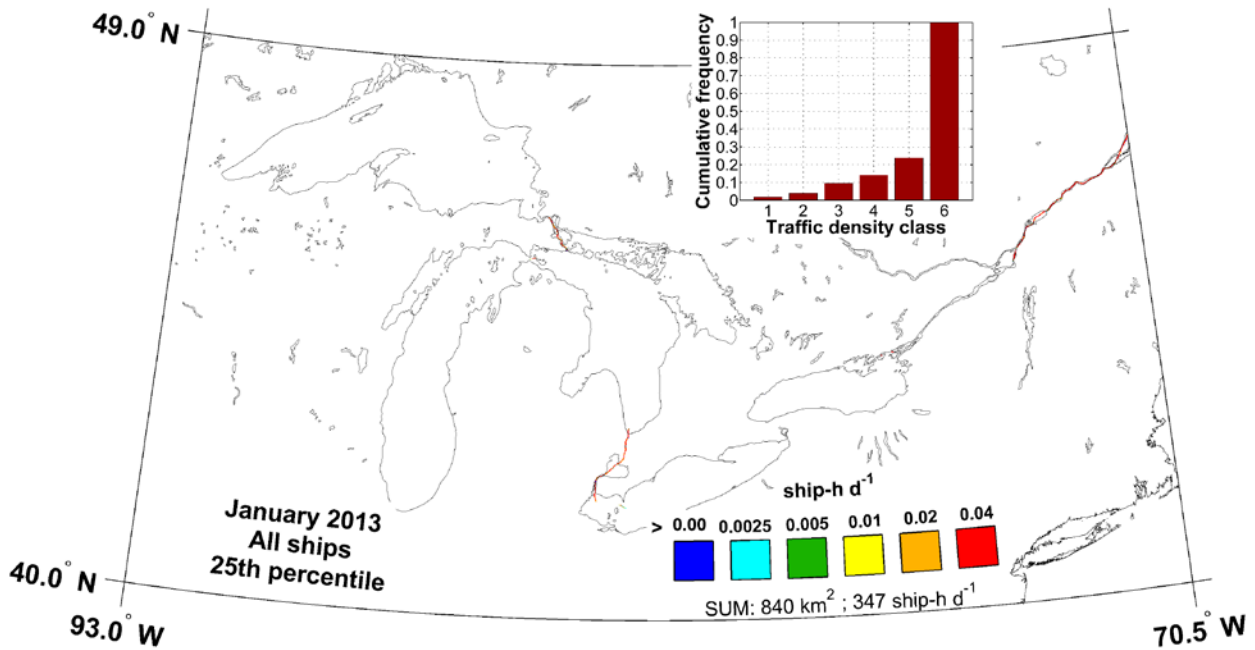 49.0° N
Cumulative frequency
1
0.9
0.8
0.7
0.6
0.5
0.4
0.3
0.2
0.1
0
1 2 3 4 5 6
Traffic density class
January 2013
All ships
25th percentile
ship-h d⁻¹
> 0.00 0.0025 0.005 0.01 0.02 0.04
SUM: 840 km² ; 347 ship-h d⁻¹
40.0° N
93.0° W
70.5° W